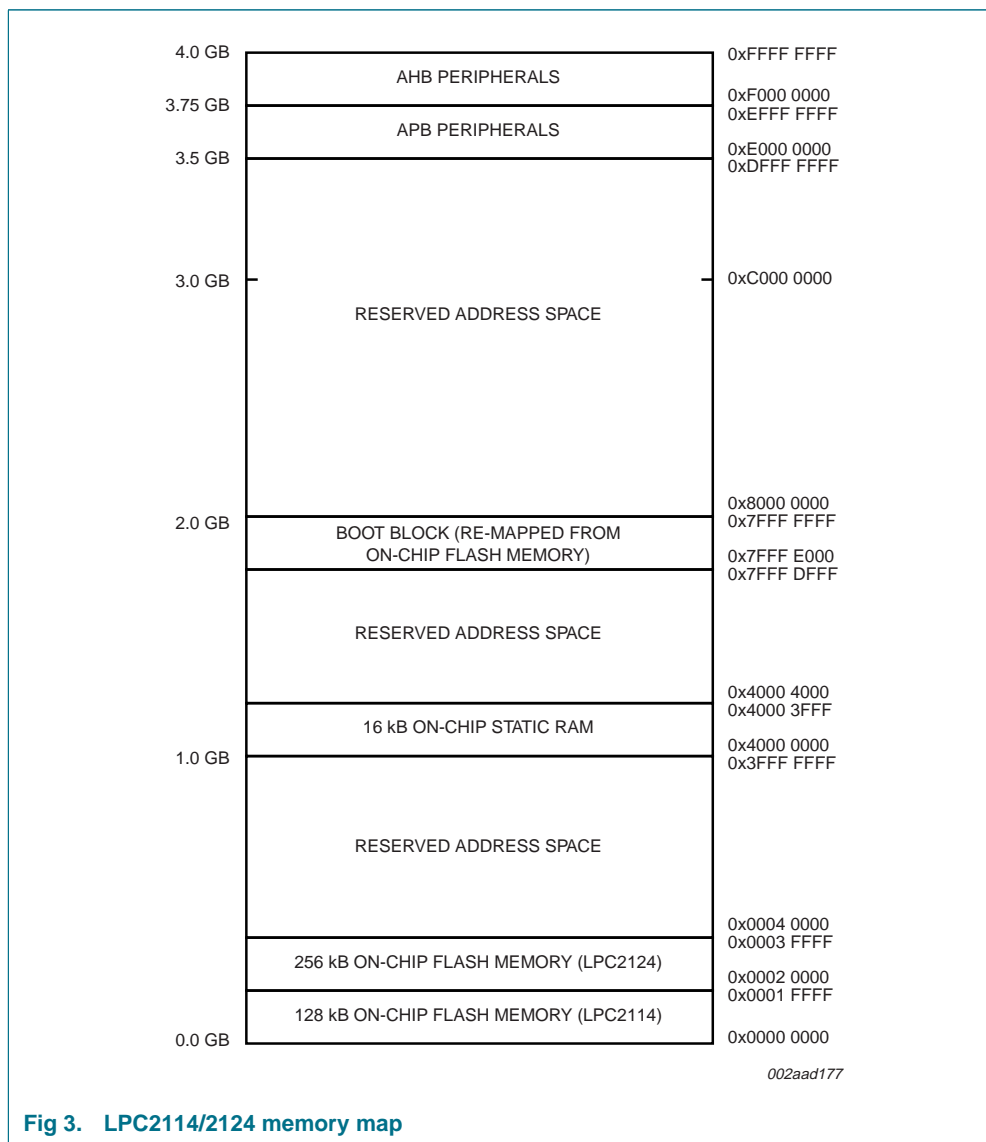 4.0 GB
0xFFFF FFFF
AHB PERIPHERALS
0xF000 0000
3.75 GB
0xEFFF FFFF
APB PERIPHERALS
0xE000 0000
3.5 GB
0xDFFF FFFF
3.0 GB
0xC000 0000
RESERVED ADDRESS SPACE
0x8000 0000
2.0 GB
0x7FFF FFFF
BOOT BLOCK (RE-MAPPED FROM
ON-CHIP FLASH MEMORY)
0x7FFF E000
0x7FFF DFFF
RESERVED ADDRESS SPACE
0x4000 4000
0x4000 3FFF
16 kB ON-CHIP STATIC RAM
0x4000 0000
1.0 GB
0x3FFF FFFF
RESERVED ADDRESS SPACE
0x0004 0000
0x0003 FFFF
256 kB ON-CHIP FLASH MEMORY (LPC2124)
0x0002 0000
0x0001 FFFF
128 kB ON-CHIP FLASH MEMORY (LPC2114)
0.0 GB
0x0000 0000
002aad177
Fig 3. LPC2114/2124 memory map